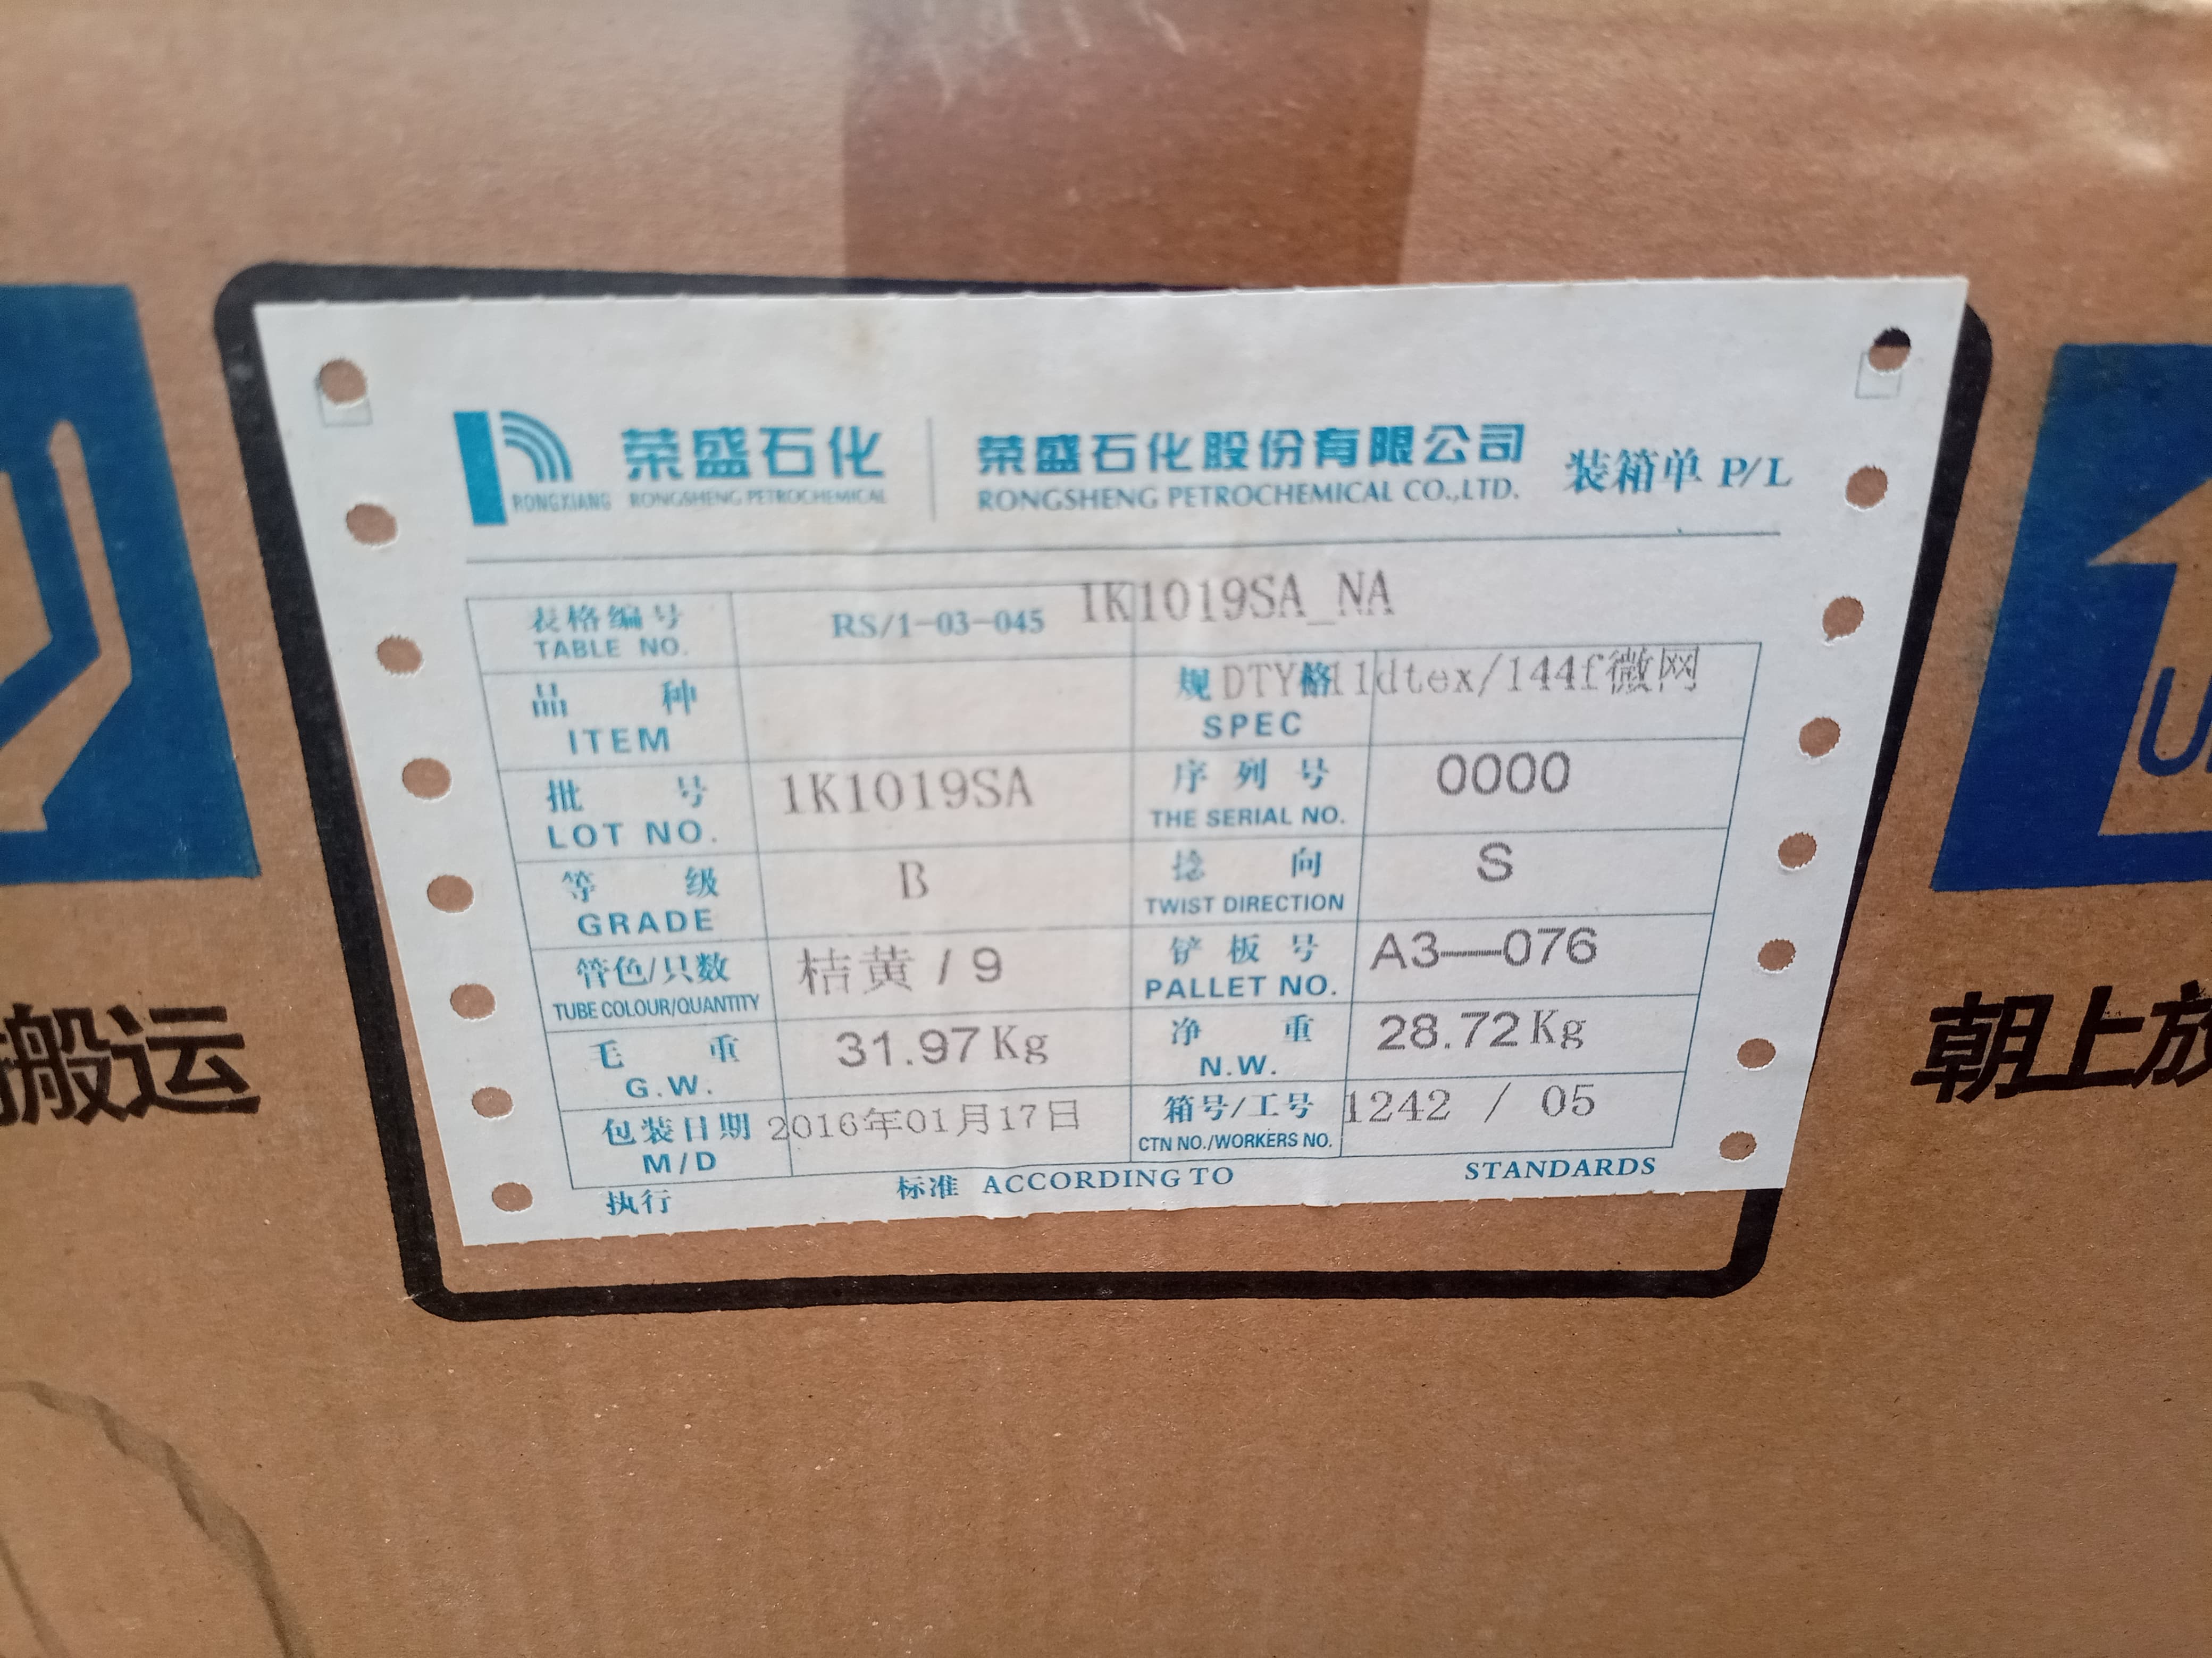 荣盛石化
RONGXIANG RONGSHENG PETROCHEMICAL
荣盛石化股份有限公司
RONGSHENG PETROCHEMICAL CO.,LTD.
装箱单 P/L
1K1019SA_NA
表格编号 RS/1-03-045
TABLE NO.
品种
ITEM
规格 DTY 11dtex/144f微网
SPEC
批号 1K1019SA
LOT NO.
序列号 0000
THE SERIAL NO.
等级 B
GRADE
捻向 S
TWIST DIRECTION
管色/只数 桔黄 / 9
TUBE COLOUR/QUANTITY
铲板号 A3—076
PALLET NO.
毛重 31.97Kg
G.W.
净重 28.72Kg
N.W.
包装日期 2016年01月17日
M/D
箱号/工号 1242 / 05
CTN NO./WORKERS NO.
执行 标准 ACCORDING TO STANDARDS
搬运
朝上放